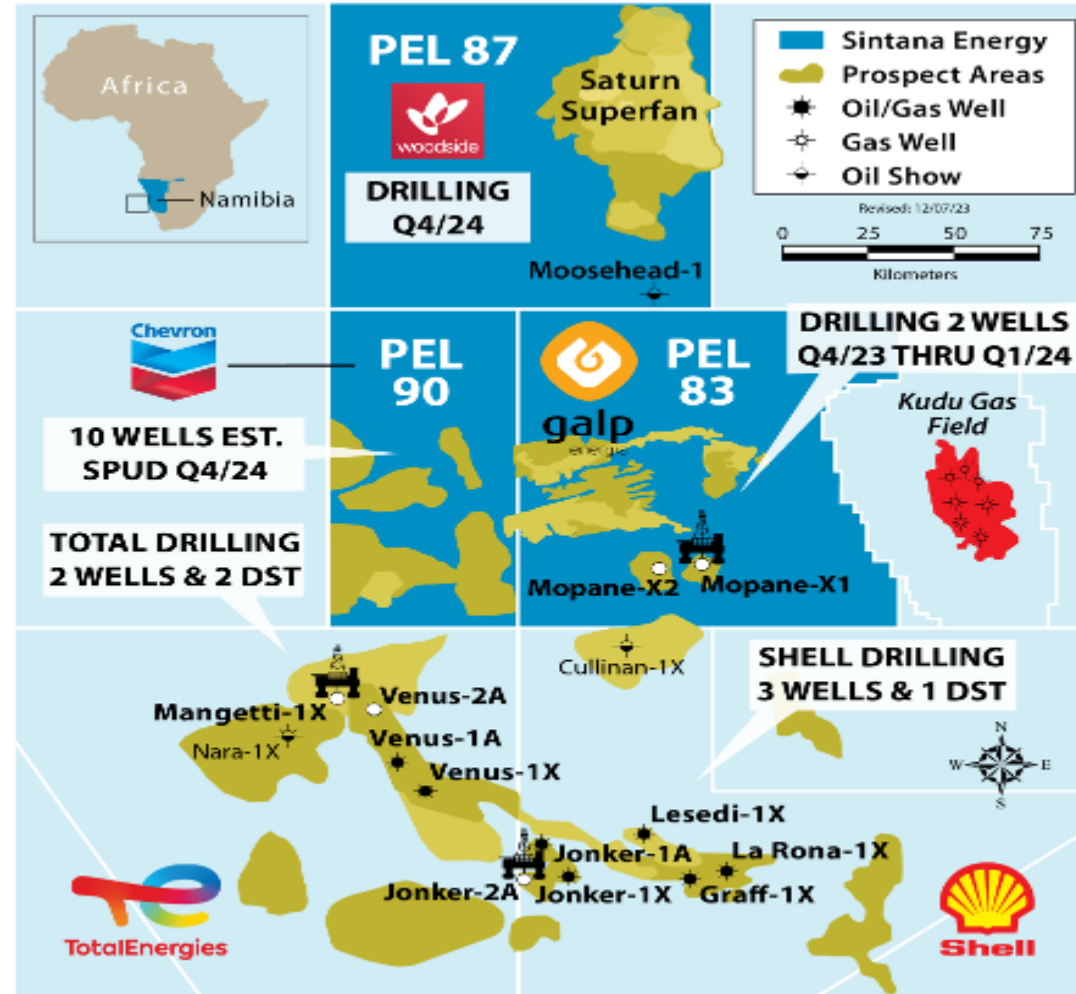 Africa
Namibia
PEL 87
woodside
DRILLING
Q4/24
Saturn
Superfan
Moosehead-1
Sintana Energy
Prospect Areas
Oil/Gas Well
Gas Well
Oil Show
Revised: 12/07/23
0 25 50 75
Kilometers
Chevron
PEL
90
galp
energia
PEL
83
DRILLING 2 WELLS
Q4/23 THRU Q1/24
Kudu Gas
Field
10 WELLS EST.
SPUD Q4/24
TOTAL DRILLING
2 WELLS & 2 DST
Mopane-X2
Mopane-X1
Cullinan-1X
SHELL DRILLING
3 WELLS & 1 DST
Mangetti-1X
Venus-2A
Nara-1X
Venus-1A
Venus-1X
N
W E
S
Lesedi-1X
Jonker-1A
La Rona-1X
Jonker-2A
Jonker-1X
Graff-1X
TotalEnergies
Shell